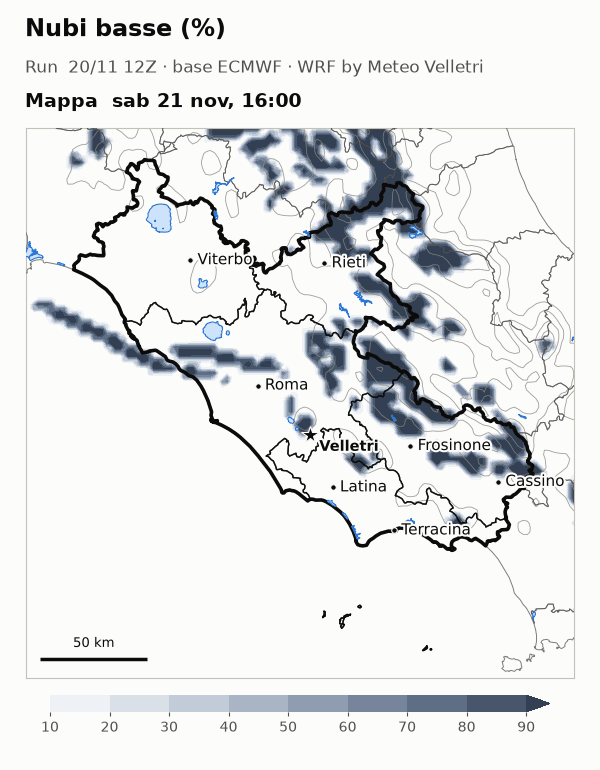 Nubi basse (%)
Run  20/11 12Z · base ECMWF · WRF by Meteo Velletri
Mappa  sab 21 nov, 16:00
Viterbo
Rieti
Roma
Velletri
Frosinone
Cassino
Latina
Terracina
50 km
10 20 30 40 50 60 70 80 90